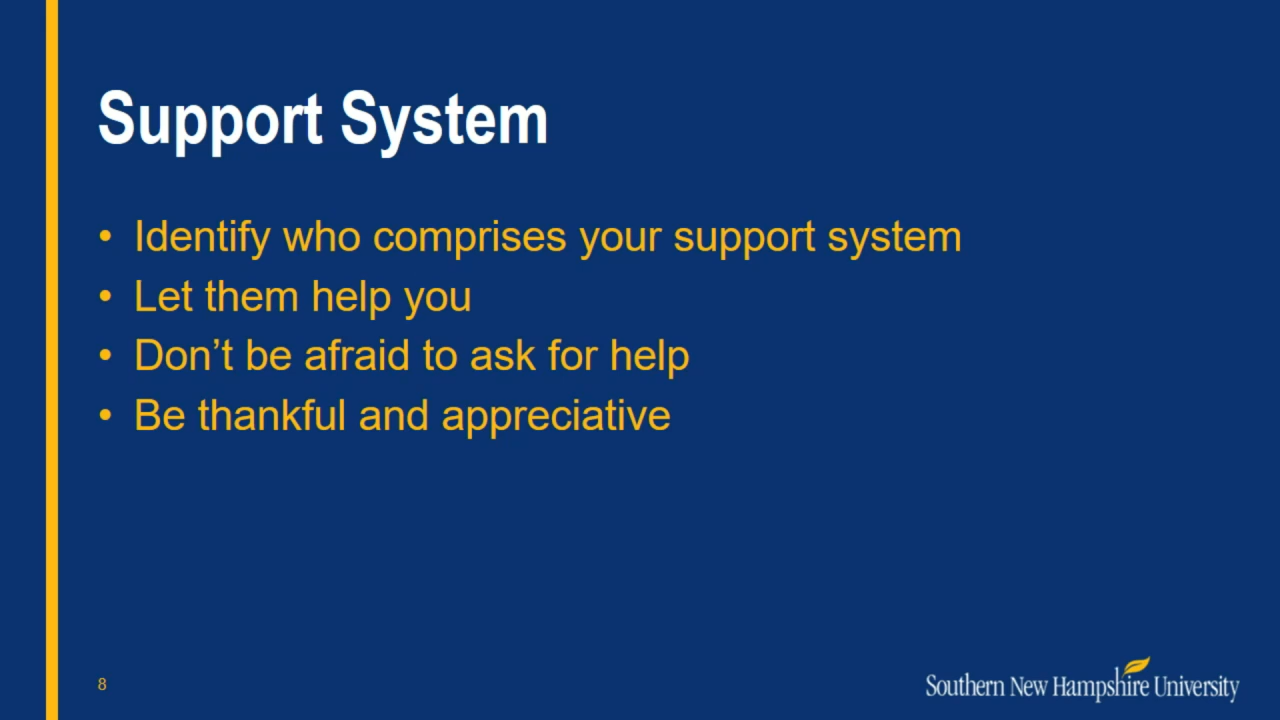 Support System
• Identify who comprises your support system
• Let them help you
• Don’t be afraid to ask for help
• Be thankful and appreciative
8
Southern New Hampshire University